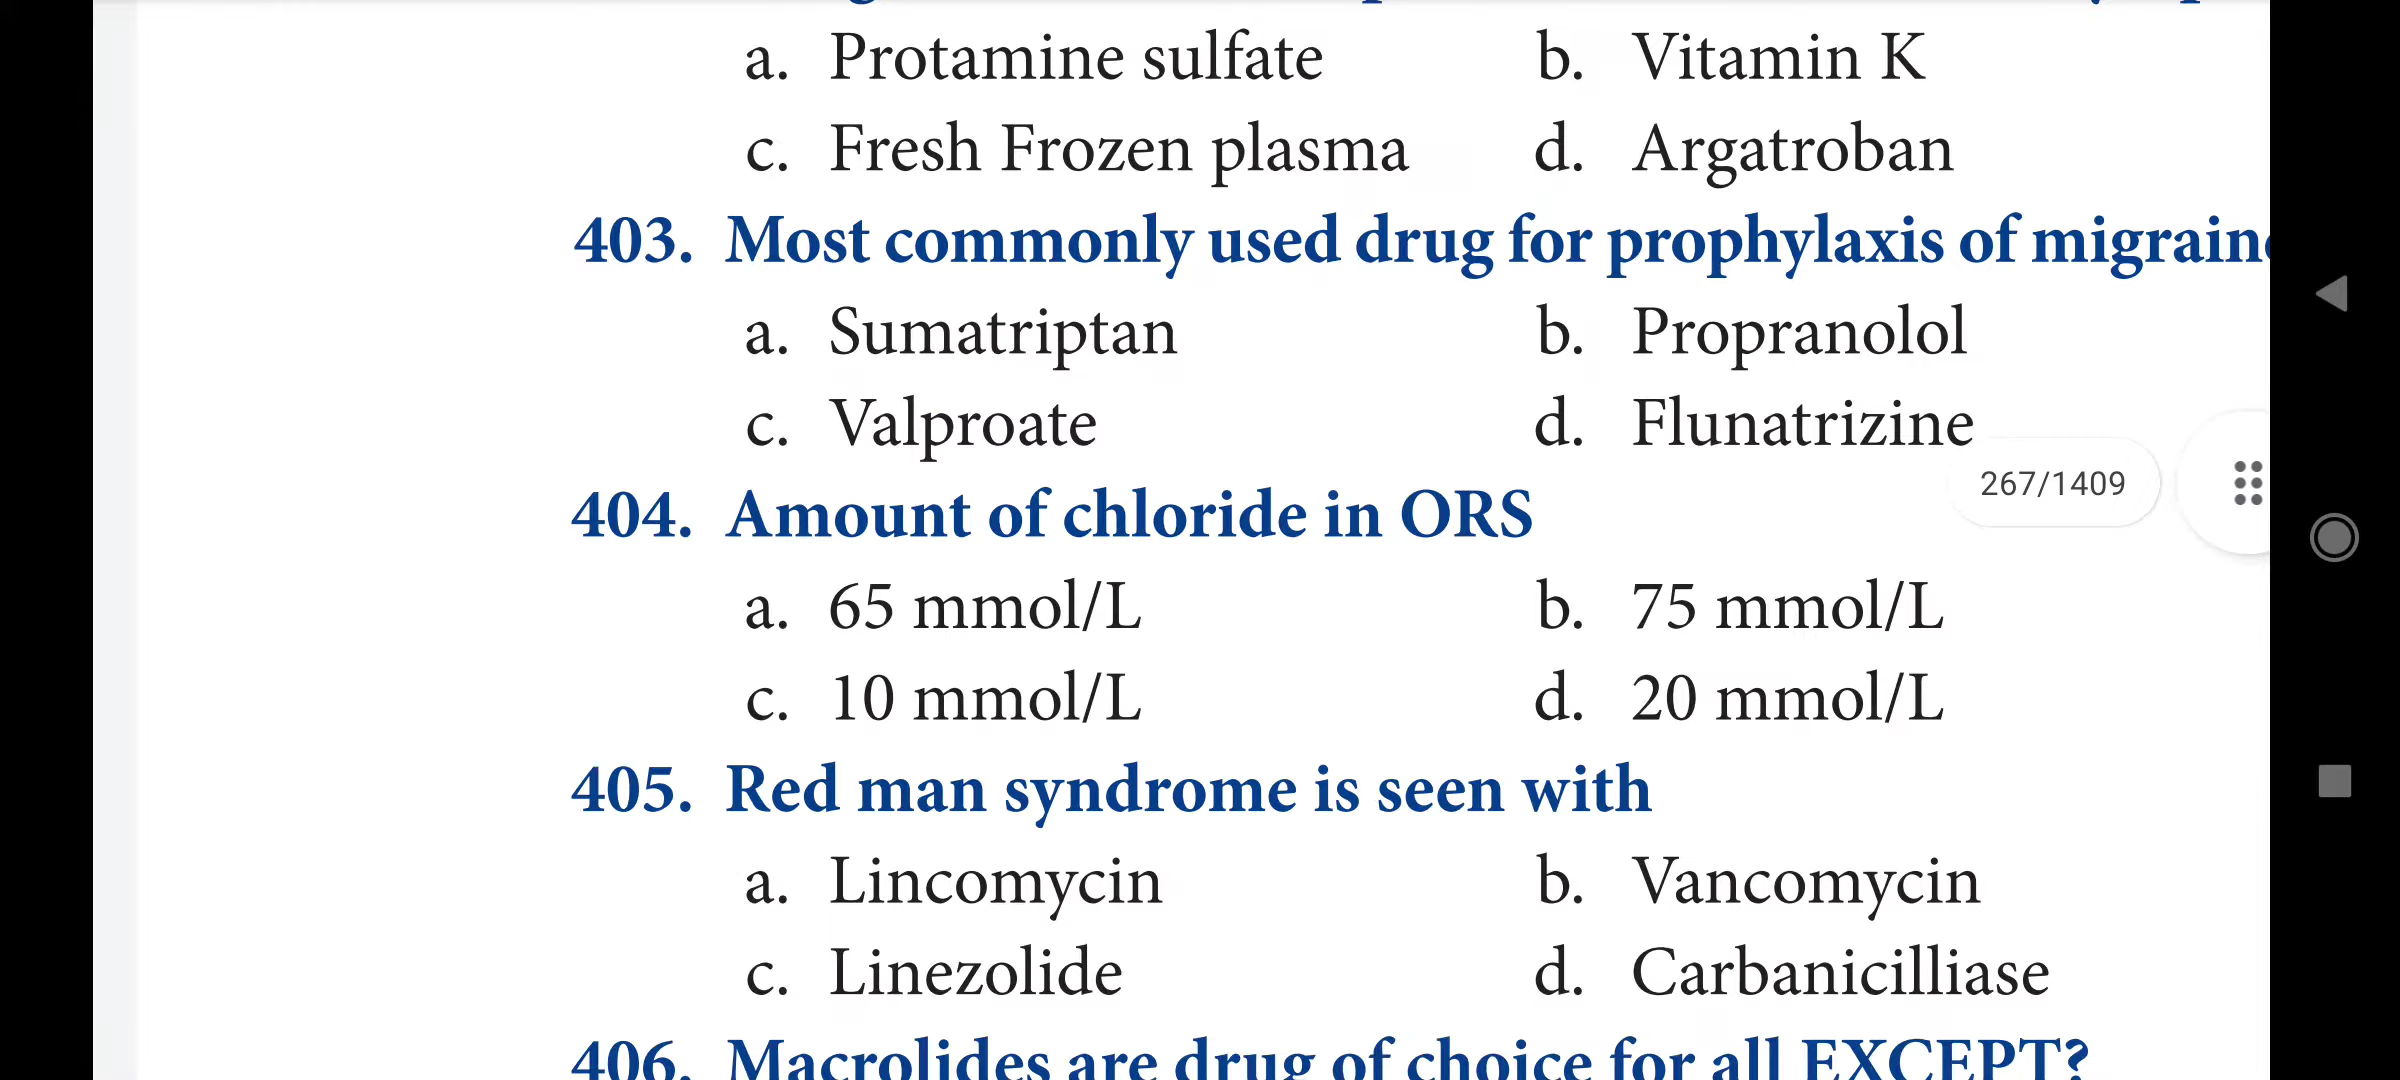 a. Protamine sulfate b. Vitamin K
c. Fresh Frozen plasma d. Argatroban
403. Most commonly used drug for prophylaxis of migrain
a. Sumatriptan b. Propranolol
c. Valproate d. Flunatrizine
267/1409
404. Amount of chloride in ORS
a. 65 mmol/L b. 75 mmol/L
c. 10 mmol/L d. 20 mmol/L
405. Red man syndrome is seen with
a. Lincomycin b. Vancomycin
c. Linezolide d. Carbanicilliase
406. Macrolides are drug of choice for all EXCEPT?